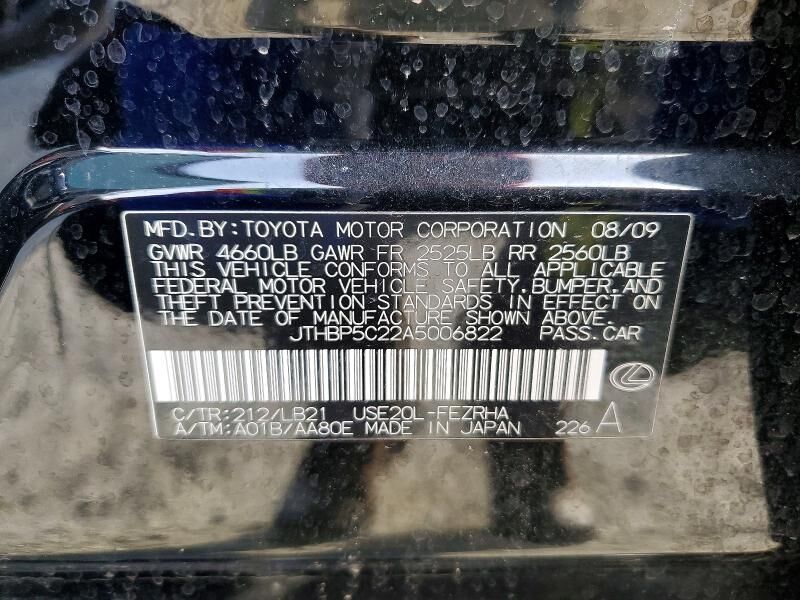 MFD.BY:TOYOTA MOTOR CORPORATION 08/09
GVWR 4660LB GAWR FR 2525LB RR 2560LB
THIS VEHICLE CONFORMS TO ALL APPLICABLE
FEDERAL MOTOR VEHICLE SAFETY,BUMPER,AND
THEFT PREVENTION STANDARDS IN EFFECT ON
THE DATE OF MANUFACTURE SHOWN ABOVE.
JTHBP5C22A5006822 PASS.CAR
C/TR:212/LB21 USE20L-FEZRHA
A/TM:A01B/AA80E MADE IN JAPAN 226 A